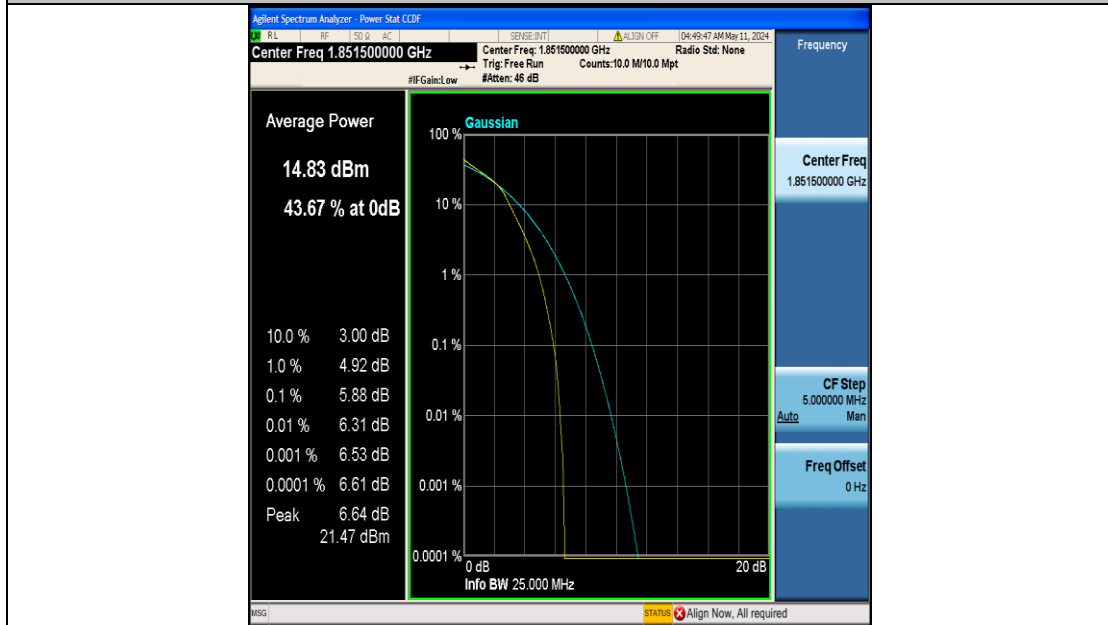 Agilent Spectrum Analyzer - Power Stat CCDF
RL RF 50 Ω AC SENSE:INT ALIGN OFF 04:49:47 AM May 11, 2024
Center Freq 1.851500000 GHz
Center Freq: 1.851500000 GHz Radio Std: None
Trig: Free Run Counts:10.0 M/10.0 Mpt
#IFGain:Low #Atten: 46 dB
Frequency
Average Power
14.83 dBm
43.67 % at 0dB
10.0 % 3.00 dB
1.0 % 4.92 dB
0.1 % 5.88 dB
0.01 % 6.31 dB
0.001 % 6.53 dB
0.0001 % 6.61 dB
Peak 6.64 dB
21.47 dBm
Gaussian
100 %
10 %
1 %
0.1 %
0.01 %
0.001 %
0.0001 %
0 dB 20 dB
Info BW 25.000 MHz
Center Freq
1.851500000 GHz
CF Step
5.000000 MHz
Auto Man
Freq Offset
0 Hz
MSG STATUS Align Now, All required